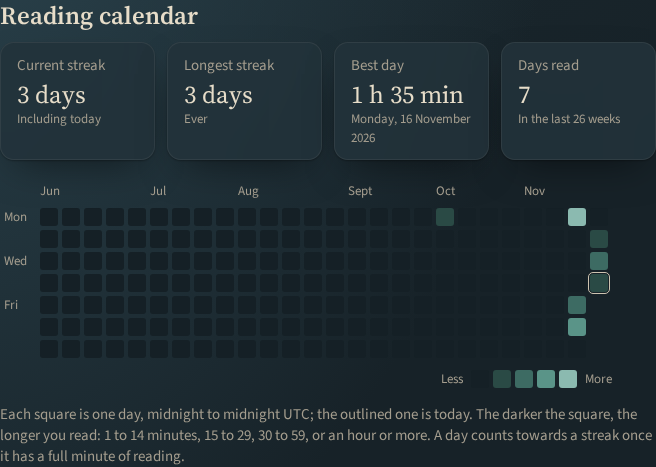 Reading calendar
Current streak
3 days
Including today
Longest streak
3 days
Ever
Best day
1 h 35 min
Monday, 16 November
2026
Days read
7
In the last 26 weeks
Jun Jul Aug Sept Oct Nov
Mon
Wed
Fri
Less More
Each square is one day, midnight to midnight UTC; the outlined one is today. The darker the square, the
longer you read: 1 to 14 minutes, 15 to 29, 30 to 59, or an hour or more. A day counts towards a streak once
it has a full minute of reading.